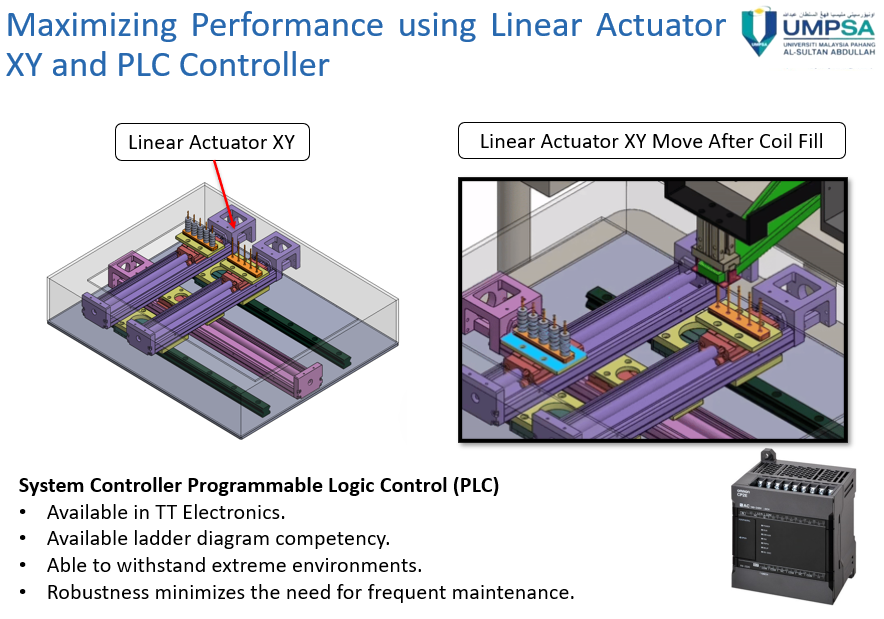 Maximizing Performance using Linear Actuator
XY and PLC Controller
UMPSA
UNIVERSITI MALAYSIA PAHANG
AL-SULTAN ABDULLAH
UMPSA
Linear Actuator XY
Linear Actuator XY Move After Coil Fill
System Controller Programmable Logic Control (PLC)
• Available in TT Electronics.
• Available ladder diagram competency.
• Able to withstand extreme environments.
• Robustness minimizes the need for frequent maintenance.